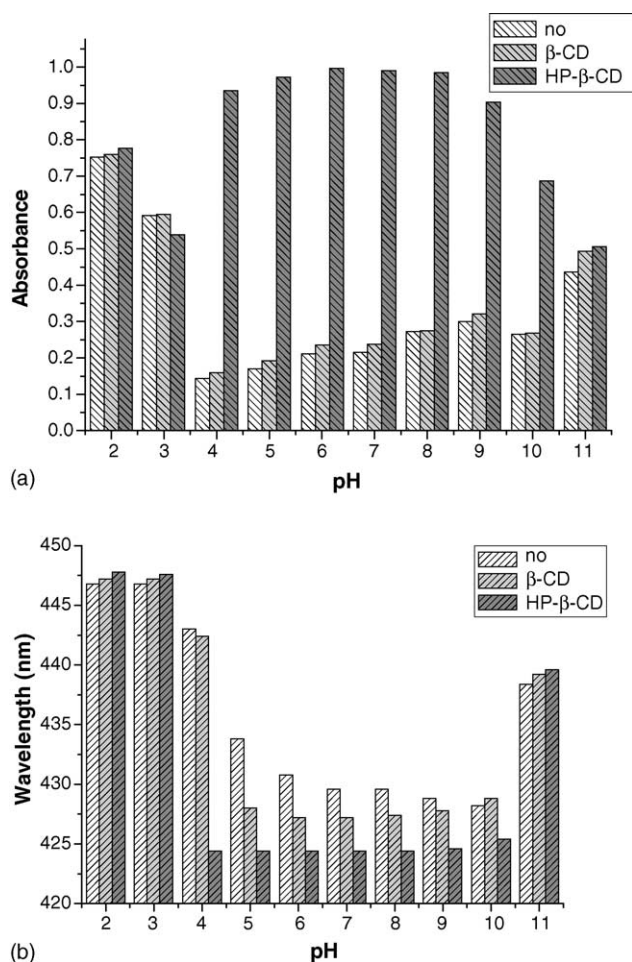 no
β-CD
HP-β-CD
1.0
0.9
0.8
0.7
0.6
0.5
0.4
0.3
0.2
0.1
0.0
Absorbance
2 3 4 5 6 7 8 9 10 11
(a)
pH
no
β-CD
HP-β-CD
450
445
440
435
430
425
420
Wavelength (nm)
2 3 4 5 6 7 8 9 10 11
(b)
pH